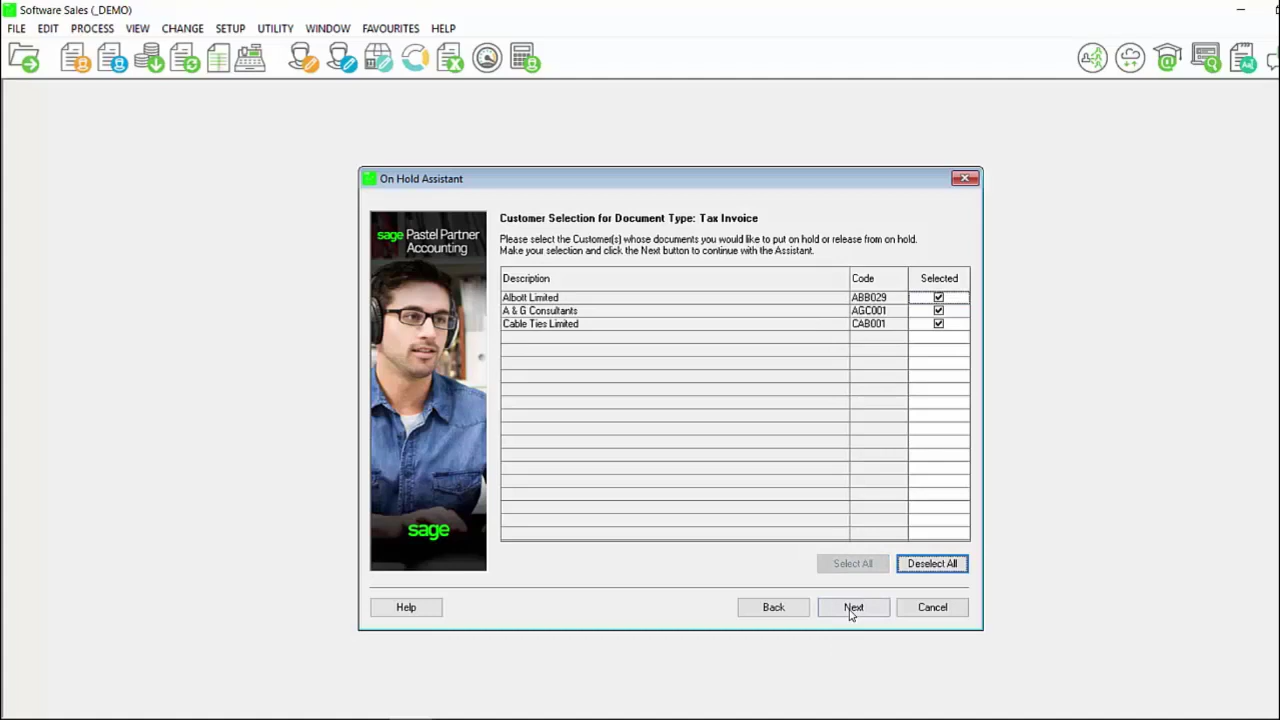 Software Sales (_DEMO)
FILE EDIT PROCESS VIEW CHANGE SETUP UTILITY WINDOW FAVOURITES HELP
On Hold Assistant
sage Pastel Partner
Accounting
sage
Customer Selection for Document Type: Tax Invoice
Please select the Customer(s) whose documents you would like to put on hold or release from on hold.
Make your selection and click the Next button to continue with the Assistant.
Description Code Selected
Albott Limited ABB029
A & G Consultants AGC001
Cable Ties Limited CAB001
Select All Deselect All
Help Back Next Cancel